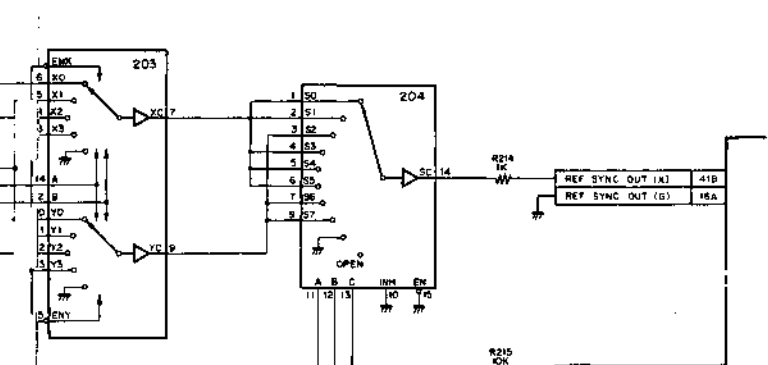 203
ENX
6 X0
5 X1
X2
X3
XC 7
14 A
2 B
Y0
1 Y1
2 Y2
3 Y3
YC 9
ENY
204
1 S0
2 S1
3 S2
4 S3
5 S4
6 S5
7 S6
9 S7
SC 14
OPEN
A B C INH EN
11 12 13 10 15
R214
1K
REF SYNC OUT (X) 41B
REF SYNC OUT (G) 16A
R215
10K